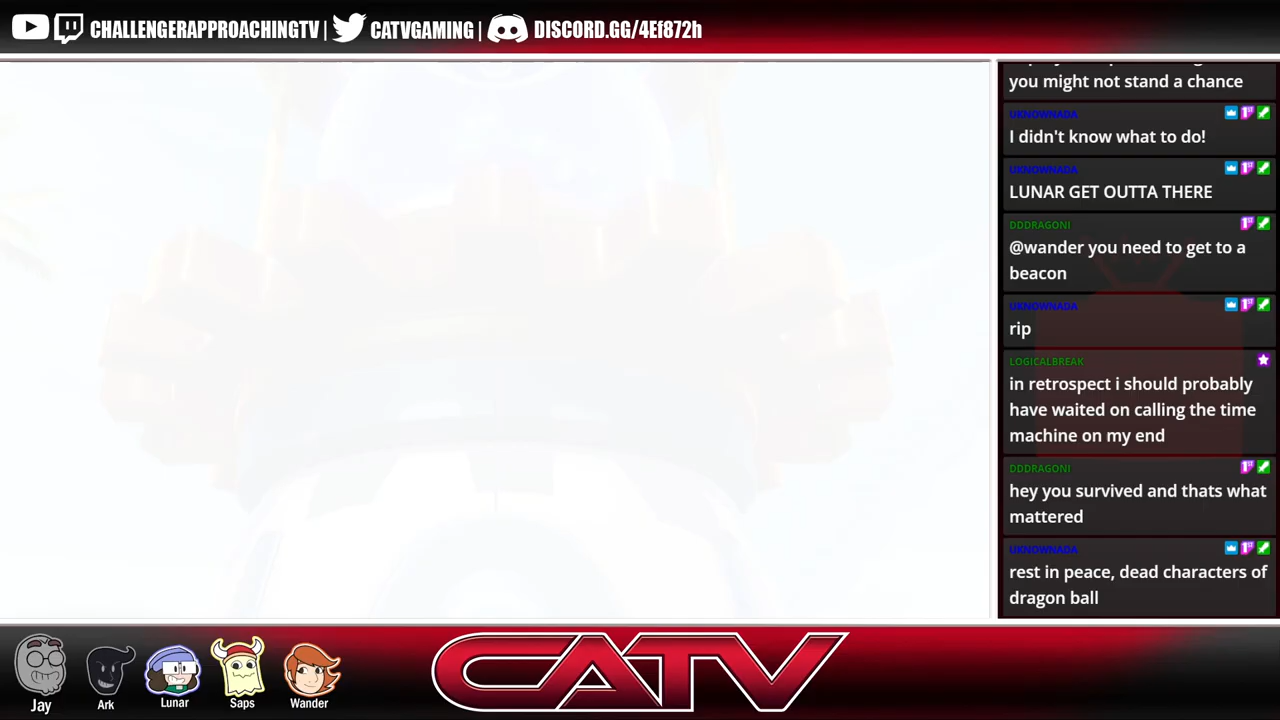 CHALLENGERAPPROACHINGTV | CATVGAMING | DISCORD.GG/4Ef872h
you might not stand a chance
UKNOWNADA
I didn't know what to do!
UKNOWNADA
LUNAR GET OUTTA THERE
DDDRAGONI
@wander you need to get to a
beacon
UKNOWNADA
rip
LOGICALBREAK
in retrospect i should probably
have waited on calling the time
machine on my end
DDDRAGONI
hey you survived and thats what
mattered
UKNOWNADA
rest in peace, dead characters of
dragon ball
Jay
Ark
Lunar
Saps
Wander
CATV